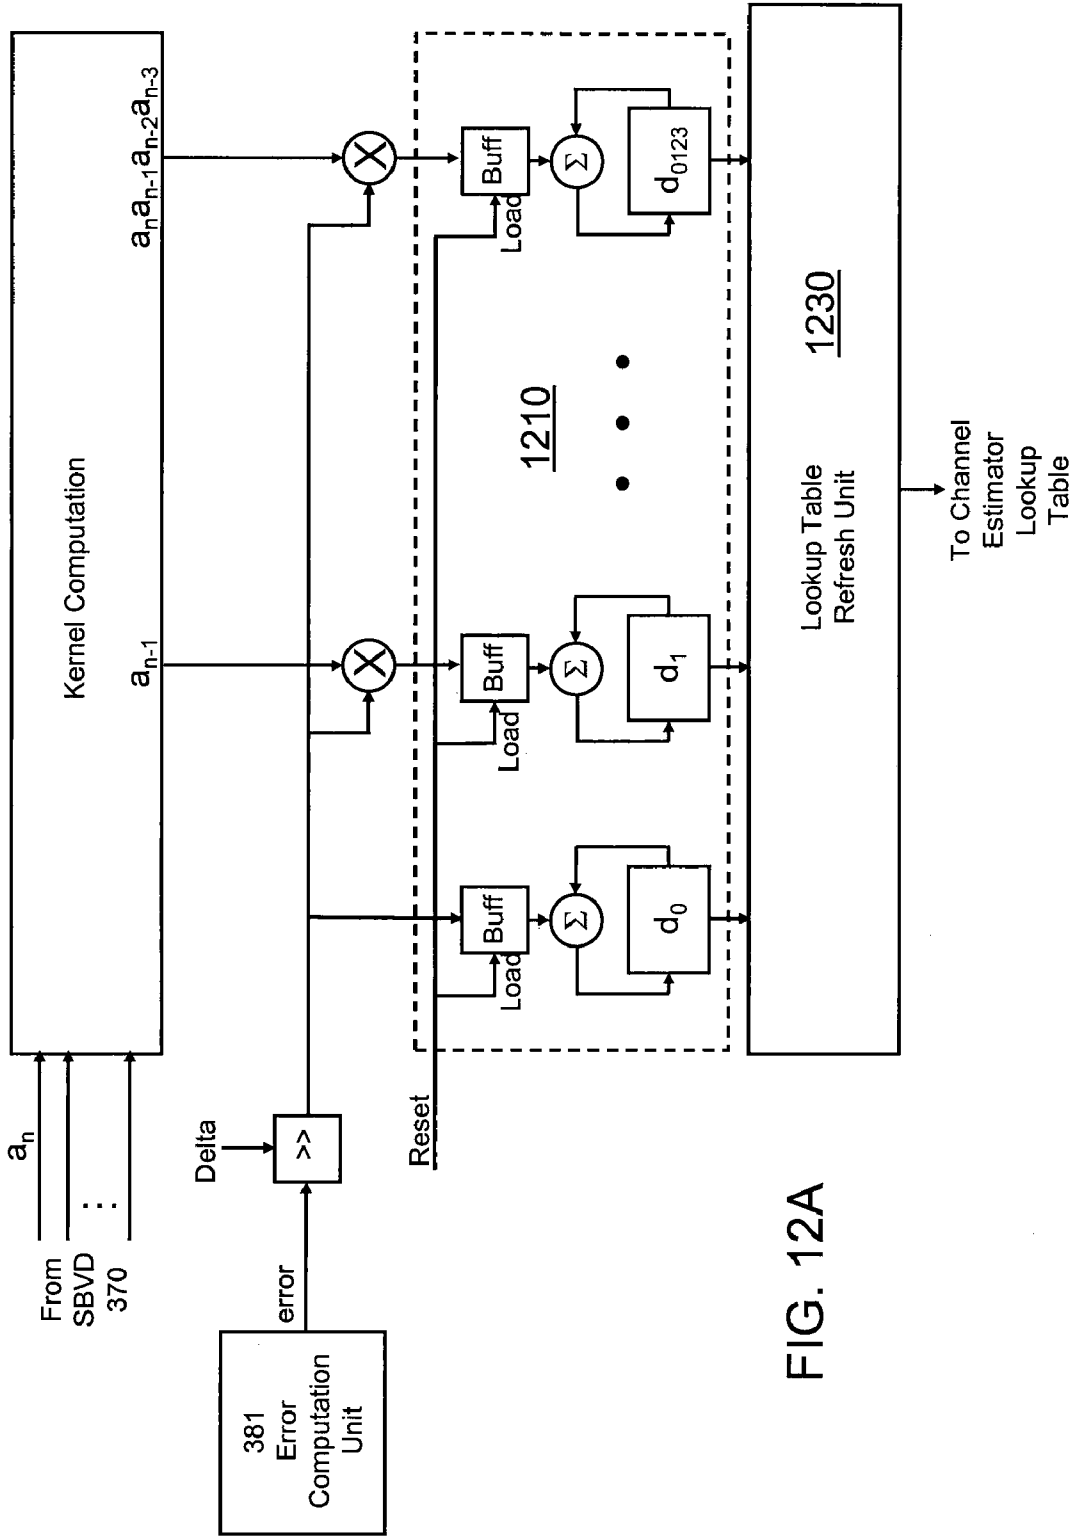 a_n
From
SBVD
370
⋮
Kernel Computation
a_{n-1}
a_n a_{n-1} a_{n-2} a_{n-3}
381
Error
Computation
Unit
error
Delta
>>
X
X
Reset
Load
Buff
Load
Buff
Load
Buff
1210
Σ
Σ
Σ
d_0
d_1
d_{0123}
Lookup Table
Refresh Unit
1230
To Channel
Estimator
Lookup
Table
FIG. 12A